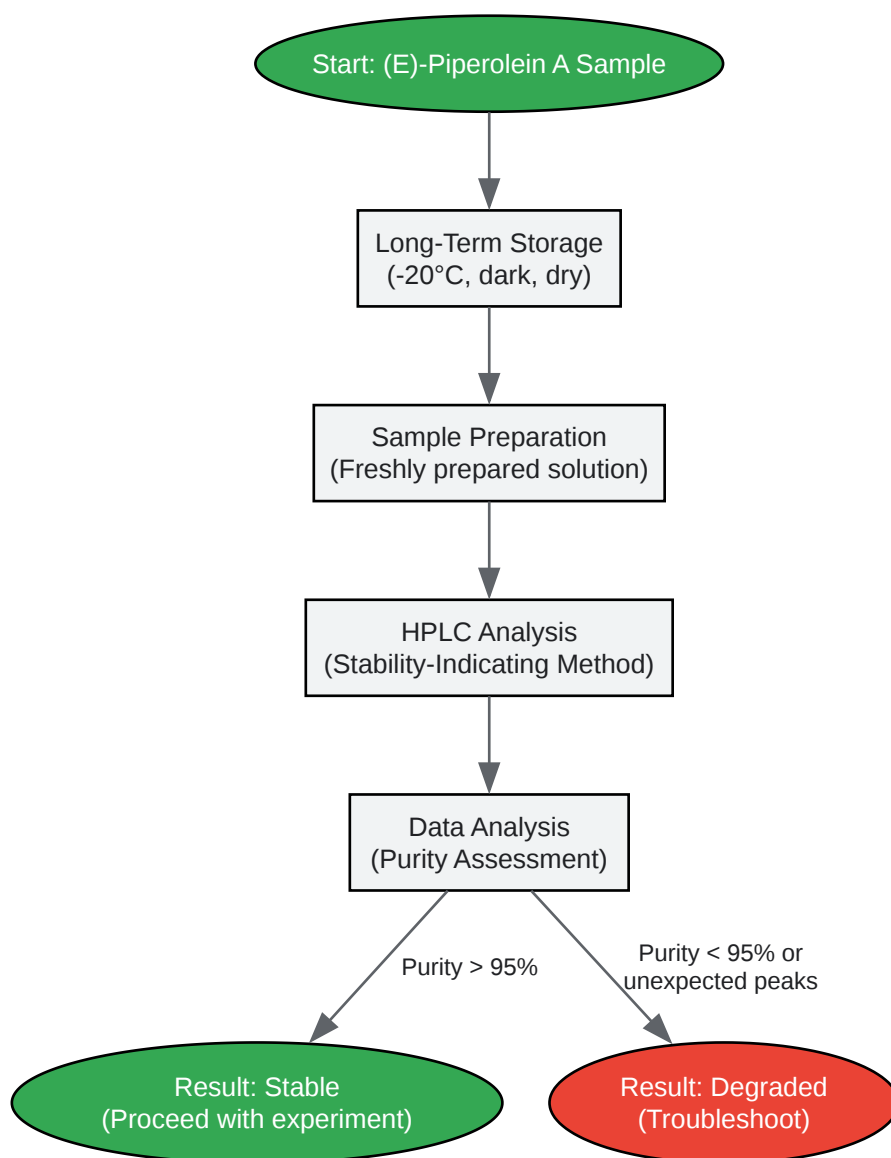 Start: (E)-Piperolein A Sample
Long-Term Storage
(-20°C, dark, dry)
Sample Preparation
(Freshly prepared solution)
HPLC Analysis
(Stability-Indicating Method)
Data Analysis
(Purity Assessment)
Purity > 95%
Purity < 95% or
unexpected peaks
Result: Stable
(Proceed with experiment)
Result: Degraded
(Troubleshoot)